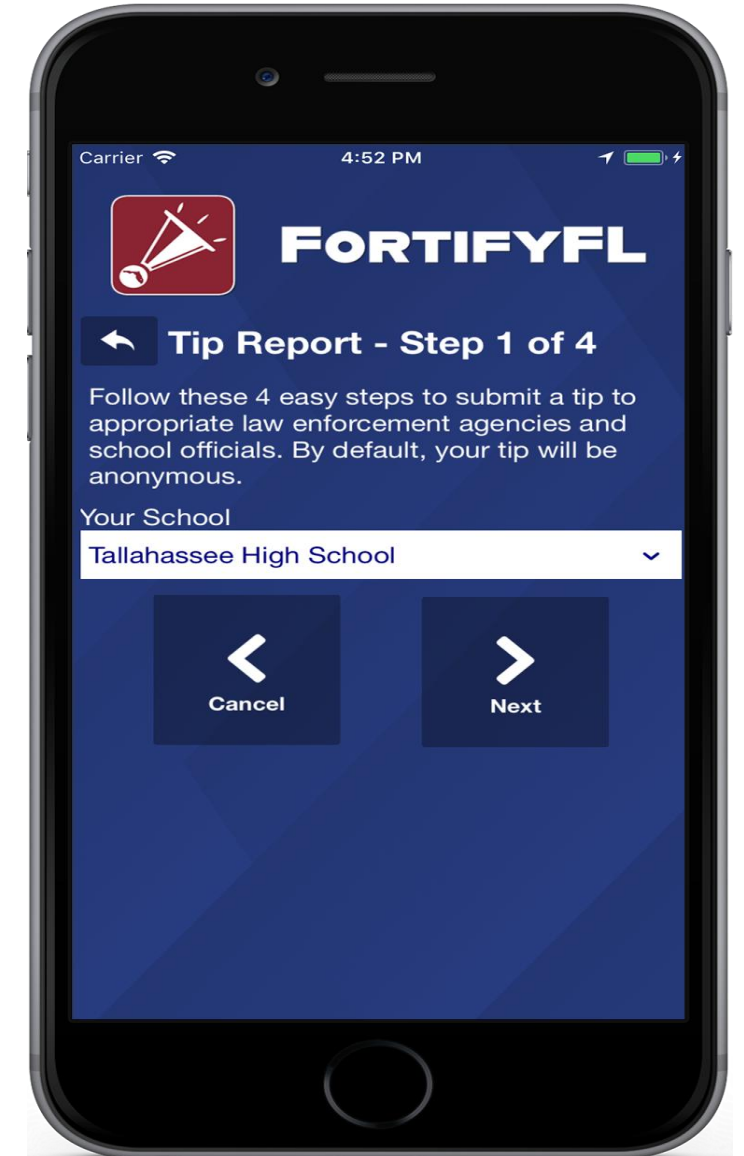 Carrier 4:52 PM
FORTIFYFL
Tip Report - Step 1 of 4
Follow these 4 easy steps to submit a tip to
appropriate law enforcement agencies and
school officials. By default, your tip will be
anonymous.
Your School
Tallahassee High School
Cancel Next